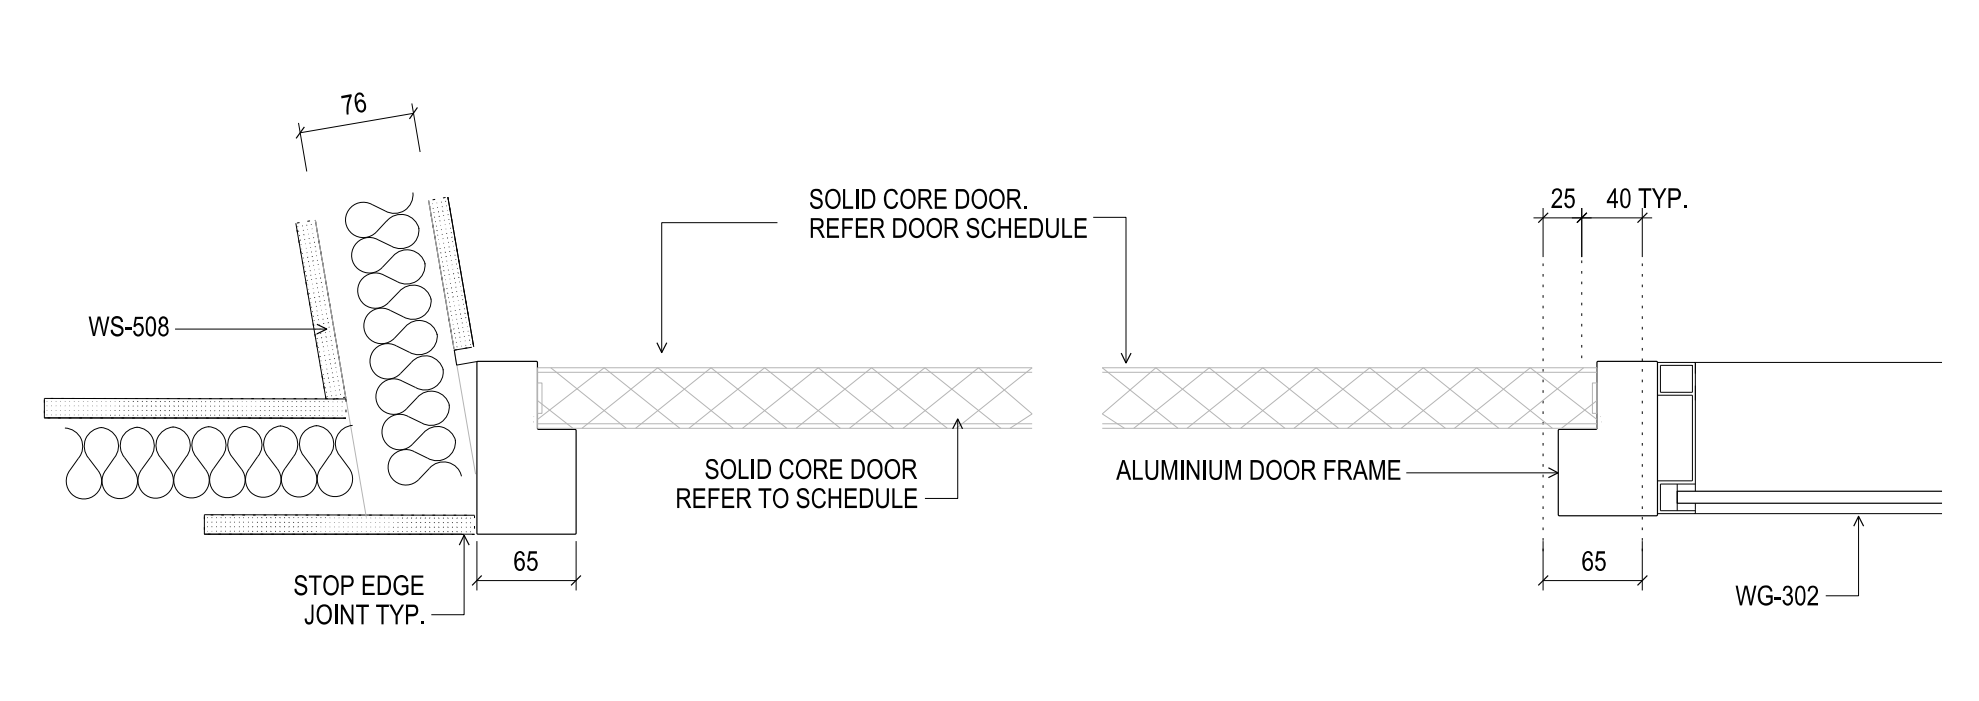 76
SOLID CORE DOOR.
REFER DOOR SCHEDULE
25
40 TYP.
WS-508
SOLID CORE DOOR
REFER TO SCHEDULE
ALUMINIUM DOOR FRAME
65
65
STOP EDGE
JOINT TYP.
WG-302